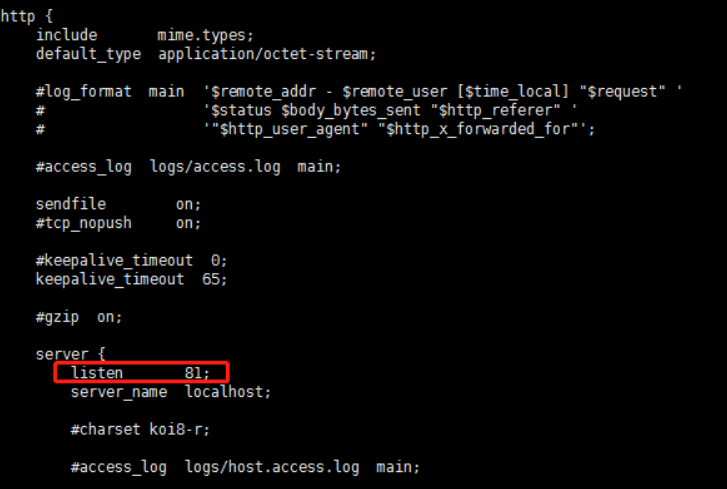 http {
    include       mime.types;
    default_type  application/octet-stream;

    #log_format  main  '$remote_addr - $remote_user [$time_local] "$request" '
    #                  '$status $body_bytes_sent "$http_referer" '
    #                  '"$http_user_agent" "$http_x_forwarded_for"';

    #access_log  logs/access.log  main;

    sendfile        on;
    #tcp_nopush     on;

    #keepalive_timeout  0;
    keepalive_timeout  65;

    #gzip  on;

    server {
        listen       81;
        server_name  localhost;

        #charset koi8-r;

        #access_log  logs/host.access.log  main;